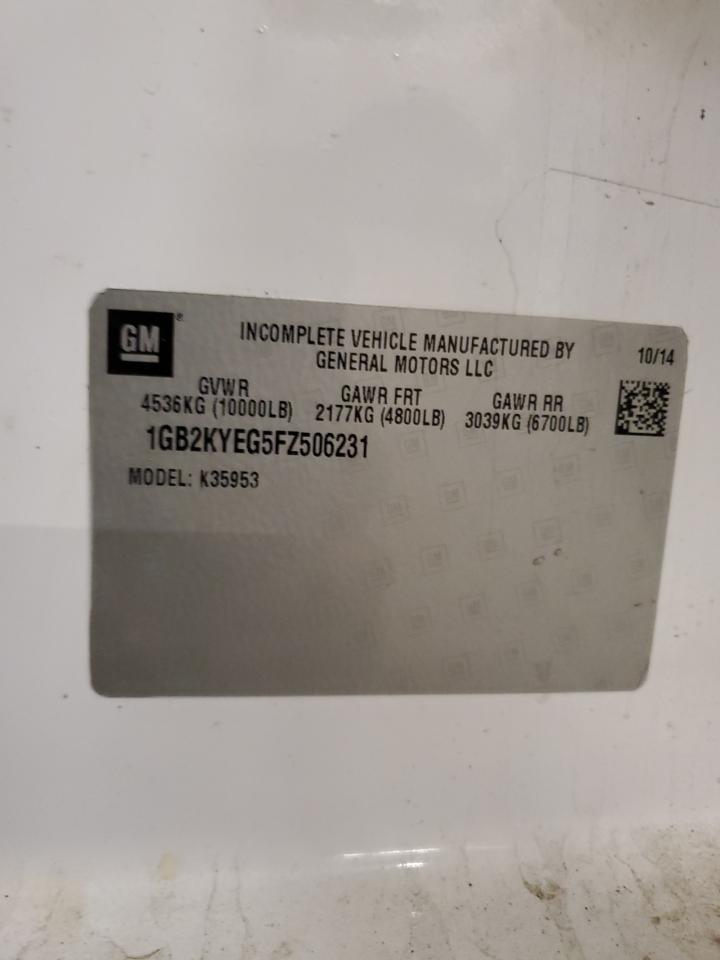 GM®
INCOMPLETE VEHICLE MANUFACTURED BY
GENERAL MOTORS LLC
10/14
GVWR GAWR FRT GAWR RR
4536KG (10000LB) 2177KG (4800LB) 3039KG (6700LB)
1GB2KYEG5FZ506231
MODEL: K35953